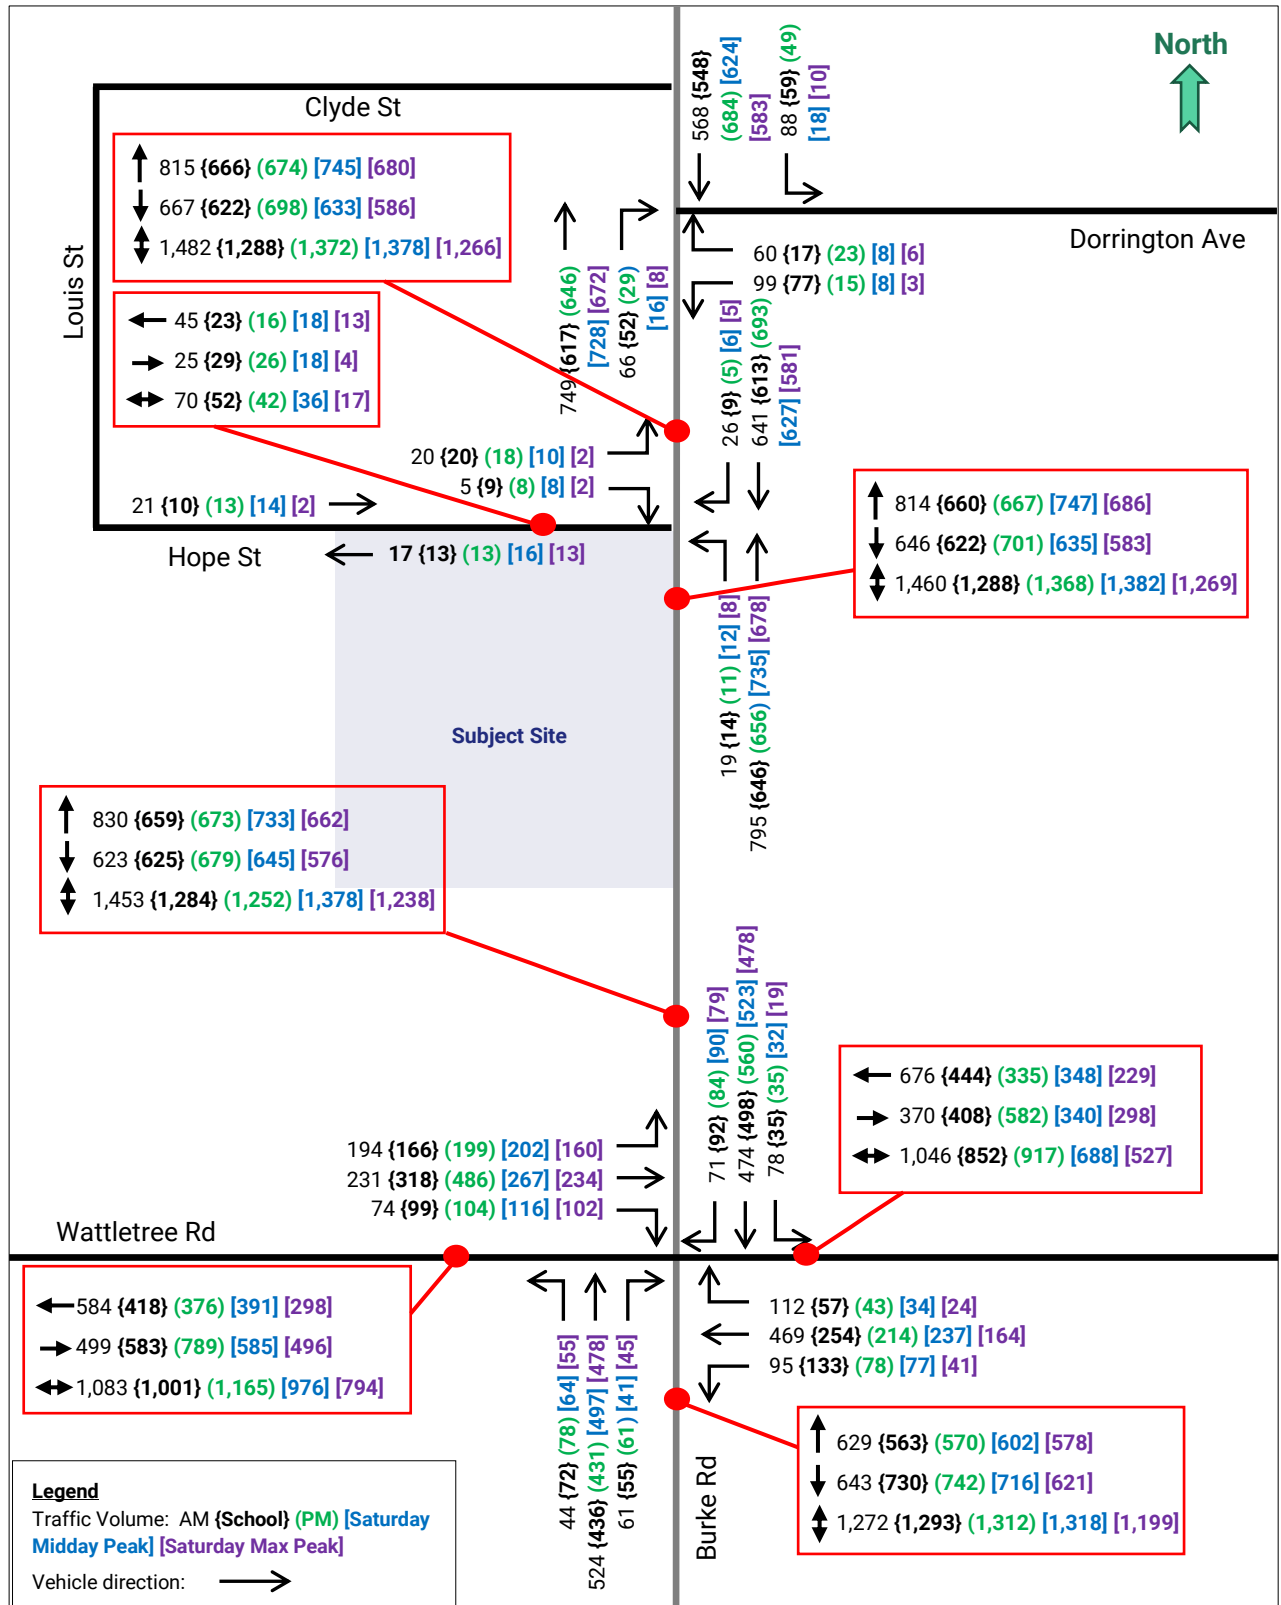 North
568 {548}
(684) [624]
[583]
88 {59} (49)
[18] [10]
Clyde St
815 {666} (674) [745] [680]
667 {622} (698) [633] [586]
1,482 {1,288} (1,372) [1,378] [1,266]
Dorrington Ave
60 {17} (23) [8] [6]
99 {77} (15) [8] [3]
Louis St
749 {617} (646)
[728] [672]
66 {52} (29)
[16] [8]
45 {23} (16) [18] [13]
25 {29} (26) [18] [4]
70 {52} (42) [36] [17]
26 {9} (5) [6] [5]
641 {613} (693)
[627] [581]
20 {20} (18) [10] [2]
5 {9} (8) [8] [2]
21 {10} (13) [14] [2]
Hope St
17 {13} (13) [16] [13]
814 {660} (667) [747] [686]
646 {622} (701) [635] [583]
1,460 {1,288} (1,368) [1,382] [1,269]
19 {14} (11) [12] [8]
795 {646} (656) [735] [678]
Subject Site
830 {659} (673) [733] [662]
623 {625} (679) [645] [576]
1,453 {1,284} (1,252) [1,378] [1,238]
71 {92} (84) [90] [79]
474 {498} (560) [523] [478]
78 {35} (35) [32] [19]
676 {444} (335) [348] [229]
370 {408} (582) [340] [298]
1,046 {852} (917) [688] [527]
194 {166} (199) [202] [160]
231 {318} (486) [267] [234]
74 {99} (104) [116] [102]
Wattletree Rd
584 {418} (376) [391] [298]
499 {583} (789) [585] [496]
1,083 {1,001} (1,165) [976] [794]
112 {57} (43) [34] [24]
469 {254} (214) [237] [164]
95 {133} (78) [77] [41]
44 {72} (78) [64] [55]
524 {436} (431) [497] [478]
61 {55} (61) [41] [45]
Burke Rd
629 {563} (570) [602] [578]
643 {730} (742) [716] [621]
1,272 {1,293} (1,312) [1,318] [1,199]
Legend
Traffic Volume: AM {School} (PM) [Saturday
Midday Peak] [Saturday Max Peak]
Vehicle direction: